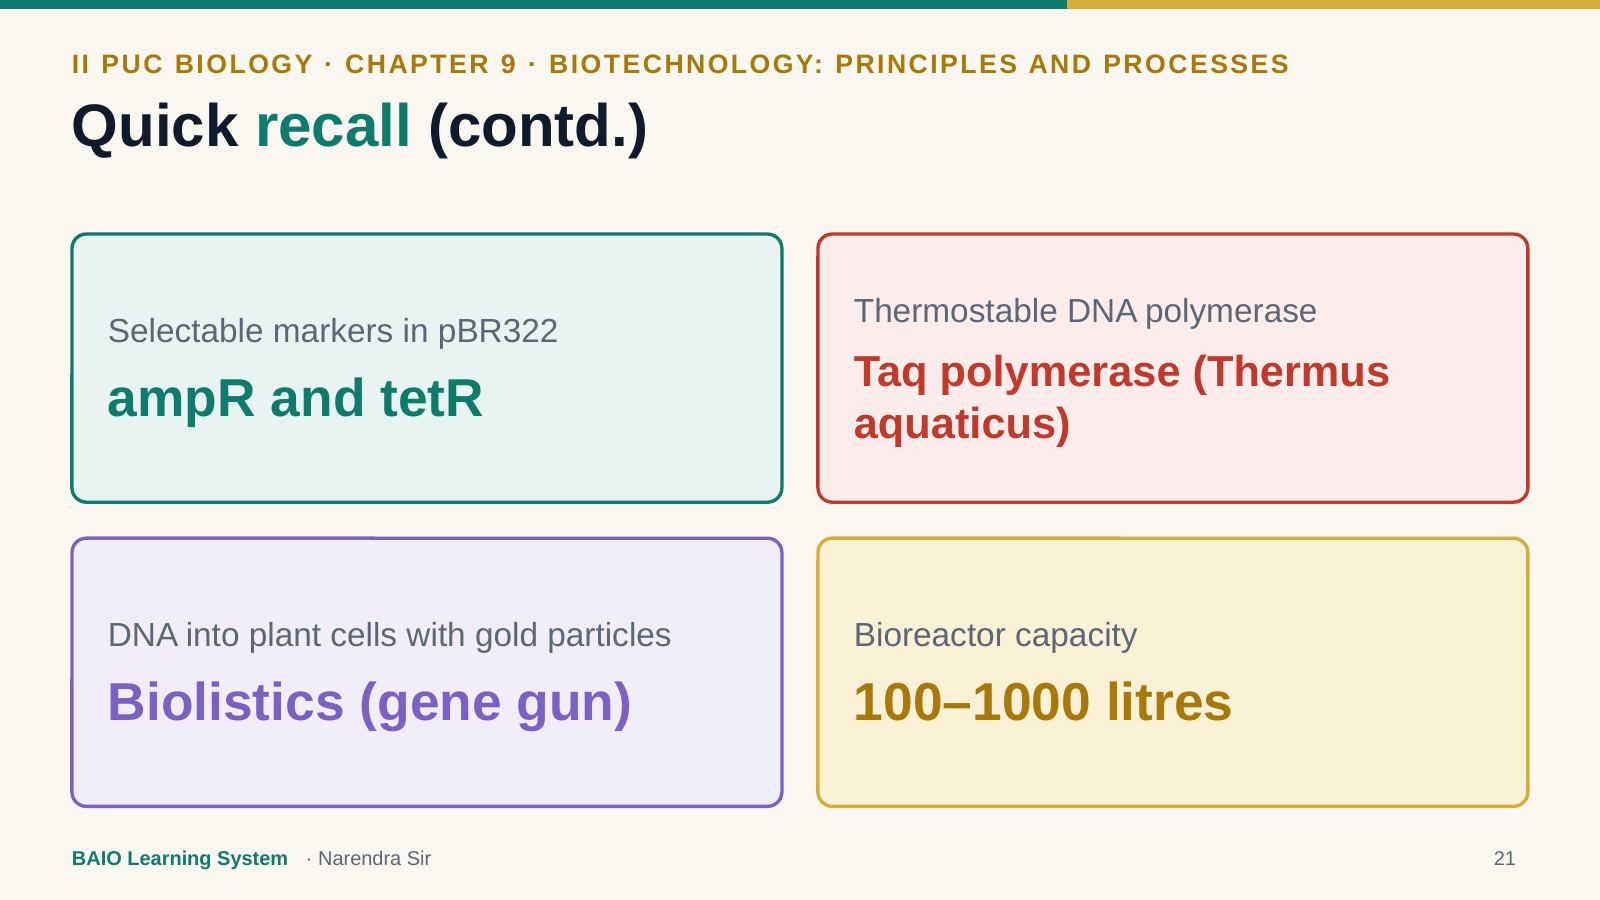 II PUC BIOLOGY · CHAPTER 9 · BIOTECHNOLOGY: PRINCIPLES AND PROCESSES
Quick recall (contd.)
Selectable markers in pBR322
ampR and tetR
Thermostable DNA polymerase
Taq polymerase (Thermus
aquaticus)
DNA into plant cells with gold particles
Biolistics (gene gun)
Bioreactor capacity
100–1000 litres
BAIO Learning System · Narendra Sir
21